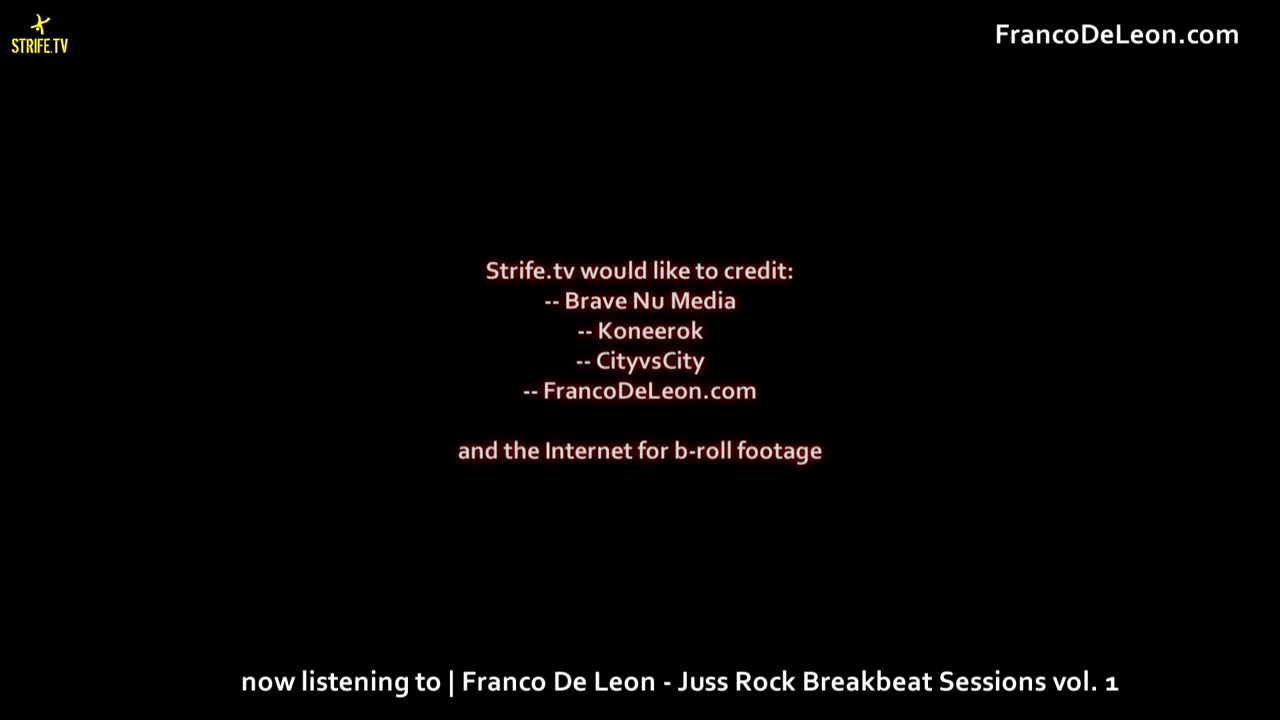 STRIFE.TV
FrancoDeLeon.com
Strife.tv would like to credit:
-- Brave Nu Media
-- Koneerok
-- CityvsCity
-- FrancoDeLeon.com
and the Internet for b-roll footage
now listening to | Franco De Leon - Juss Rock Breakbeat Sessions vol. 1